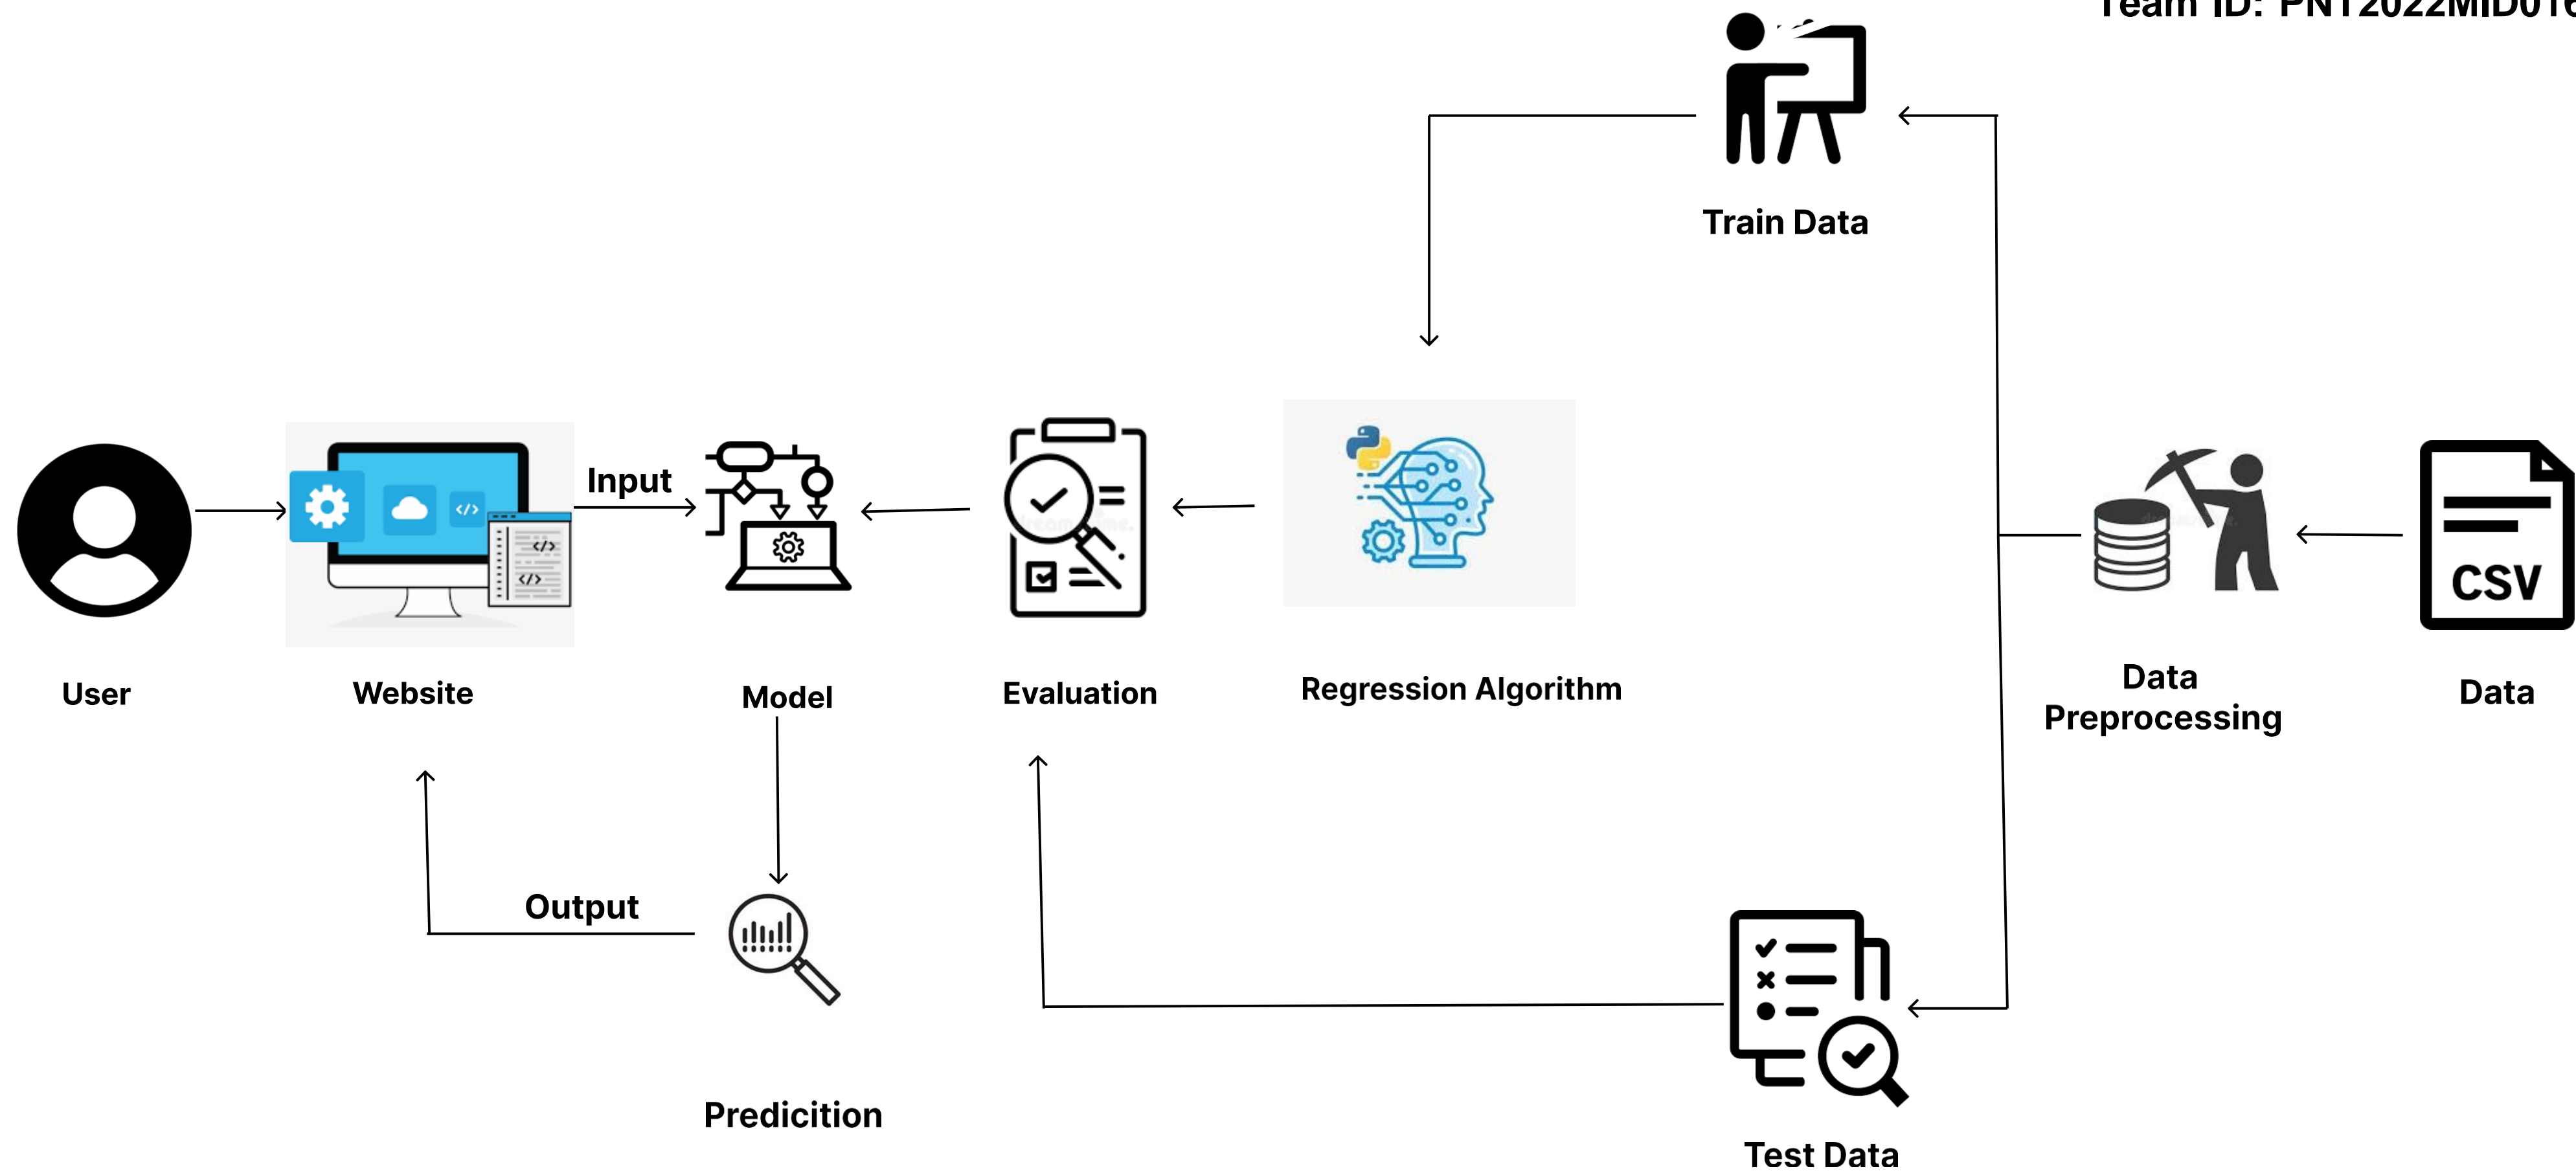 Team ID:
Train Data
Input
CSV
User
Website
Model
Evaluation
Regression Algorithm
Data
Preprocessing
Data
Output
Predicition
Test Data